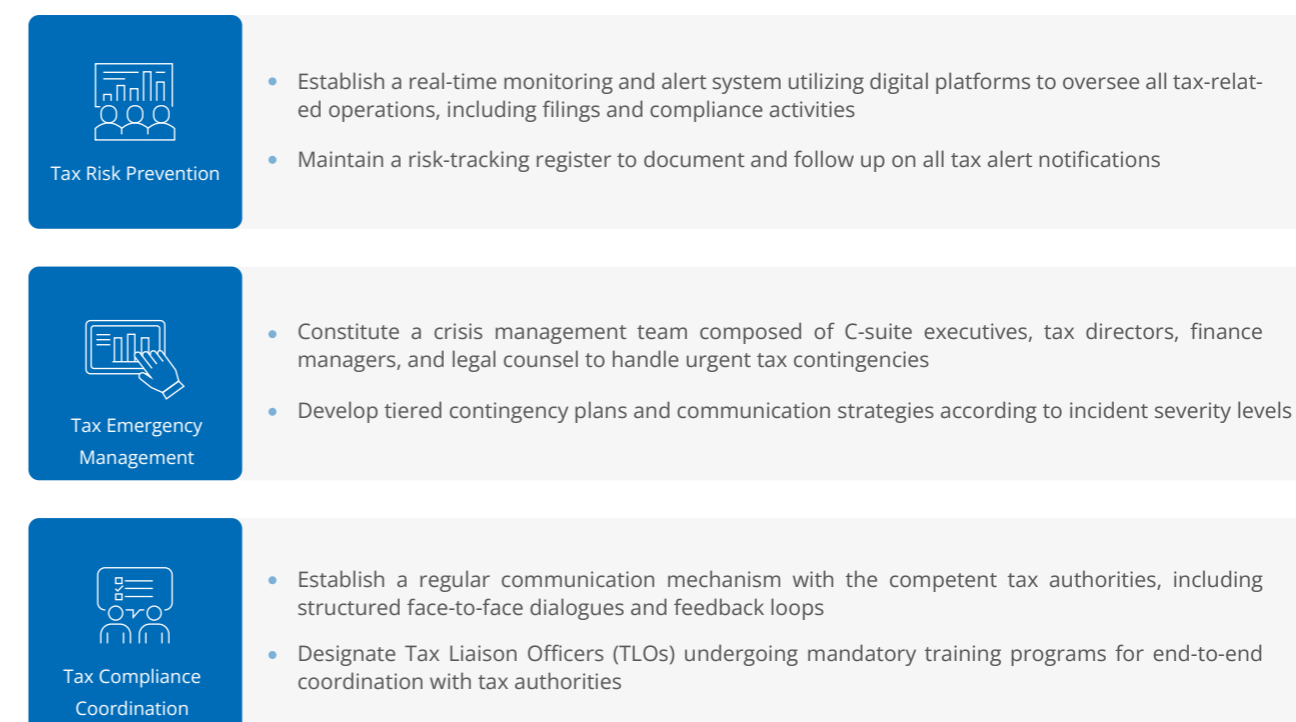 Tax Risk Prevention
• Establish a real-time monitoring and alert system utilizing digital platforms to oversee all tax-relat-
ed operations, including filings and compliance activities
• Maintain a risk-tracking register to document and follow up on all tax alert notifications
Tax Emergency
Management
• Constitute a crisis management team composed of C-suite executives, tax directors, finance
managers, and legal counsel to handle urgent tax contingencies
• Develop tiered contingency plans and communication strategies according to incident severity levels
Tax Compliance
Coordination
• Establish a regular communication mechanism with the competent tax authorities, including
structured face-to-face dialogues and feedback loops
• Designate Tax Liaison Officers (TLOs) undergoing mandatory training programs for end-to-end
coordination with tax authorities